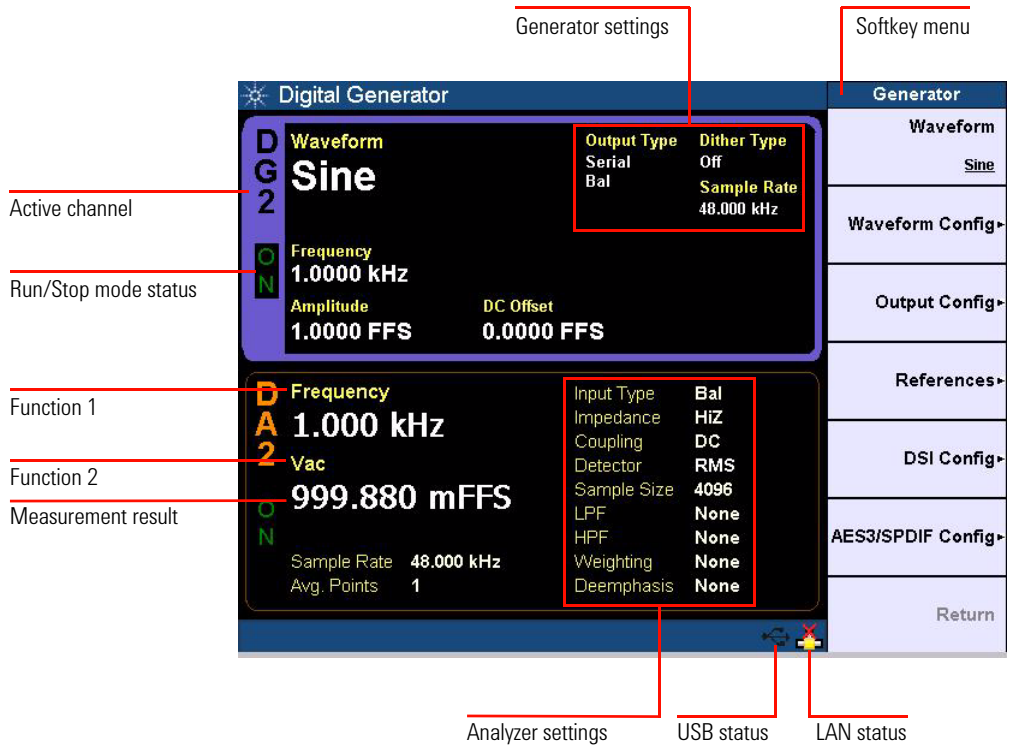 Generator settings
Softkey menu
Digital Generator
Generator
DG2
ON
Waveform
Sine
Output Type
Serial
Bal
Dither Type
Off
Sample Rate
48.000 kHz
Frequency
1.0000 kHz
Amplitude
1.0000 FFS
DC Offset
0.0000 FFS
Waveform
Sine
Waveform Config
Output Config
References
DSI Config
AES3/SPDIF Config
Return
Active channel
Run/Stop mode status
Function 1
Function 2
Measurement result
DA2
ON
Frequency
1.000 kHz
Vac
999.880 mFFS
Sample Rate 48.000 kHz
Avg. Points 1
Input Type Bal
Impedance HiZ
Coupling DC
Detector RMS
Sample Size 4096
LPF None
HPF None
Weighting None
Deemphasis None
Analyzer settings
USB status
LAN status